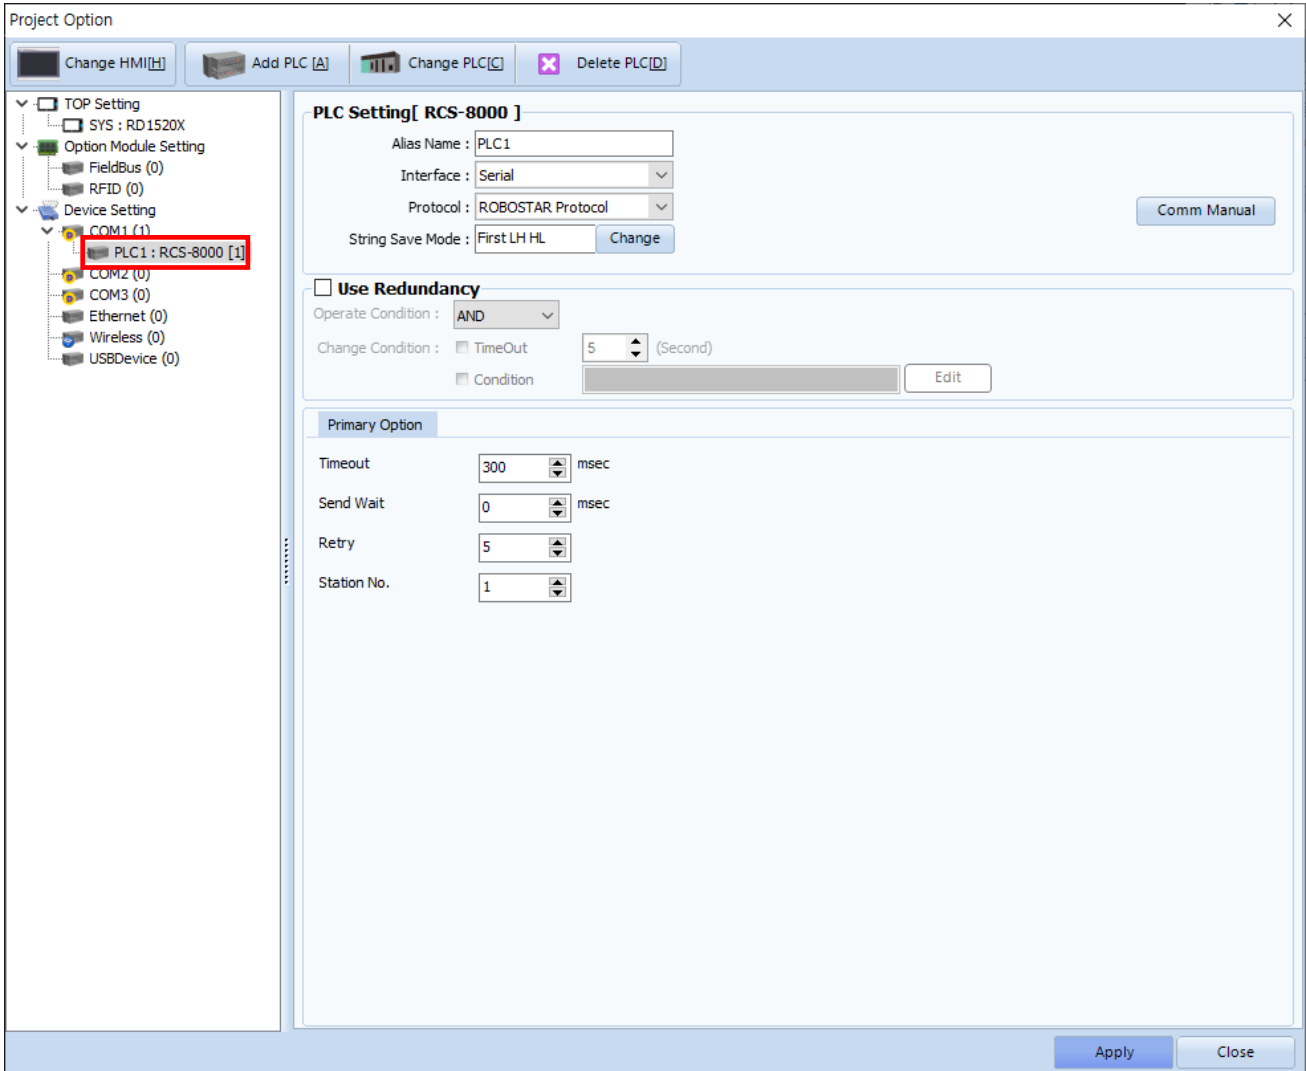 Project Option
Change HMI[H] Add PLC [A] Change PLC[C] Delete PLC[D]
TOP Setting
SYS : RD1520X
Option Module Setting
FieldBus (0)
RFID (0)
Device Setting
COM1 (1)
PLC1 : RCS-8000 [1]
COM2 (0)
COM3 (0)
Ethernet (0)
Wireless (0)
USBDevice (0)
PLC Setting[ RCS-8000 ]
Alias Name : PLC1
Interface : Serial
Protocol : ROBOSTAR Protocol
Comm Manual
String Save Mode : First LH HL Change
Use Redundancy
Operate Condition : AND
Change Condition : TimeOut 5 (Second)
Condition Edit
Primary Option
Timeout 300 msec
Send Wait 0 msec
Retry 5
Station No. 1
Apply Close